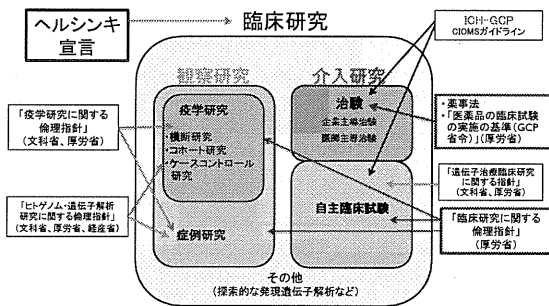 ヘルシンキ
宣言
臨床研究
ICH-GCP
CIOMSガイドライン
観察研究
介入研究
疫学研究
・横断研究
・コホート研究
・ケースコントロール
研究
症例研究
治験
企業主導治験
医師主導治験
自主臨床試験
その他
(探索的な発現遺伝子解析など)
「疫学研究に関する
倫理指針」
(文科省、厚労省)
「ヒトゲノム・遺伝子解析
研究に関する倫理指針」
(文科省、厚労省、経産省)
・薬事法
・「医薬品の臨床試験
の実施の基準(GCP
省令)」(厚労省)
「遺伝子治療臨床研究
に関する指針」
(文科省、厚労省)
「臨床研究に関する
倫理指針」
(厚労省)